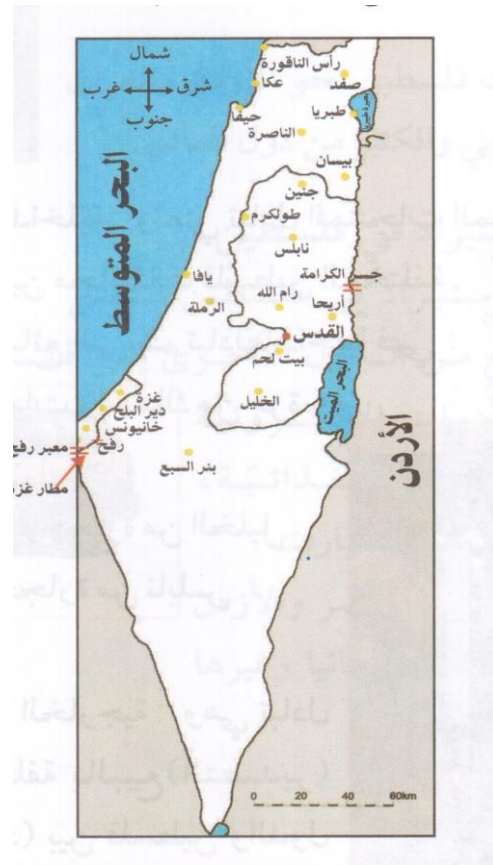 شمال
شرق
غرب
جنوب
رأس الناقورة
عكا
صفد
حيفا
طبريا
بحيرة طبريا
الناصرة
بيسان
جنين
طولكرم
نابلس
جسر الكرامة
يافا
رام الله
أريحا
الرملة
القدس
بيت لحم
البحر المتوسط
البحر الميت
الأردن
الخليل
غزة
دير البلح
خانيونس
رفح
معبر رفح
بئر السبع
مطار غزة
0 20 40 60km